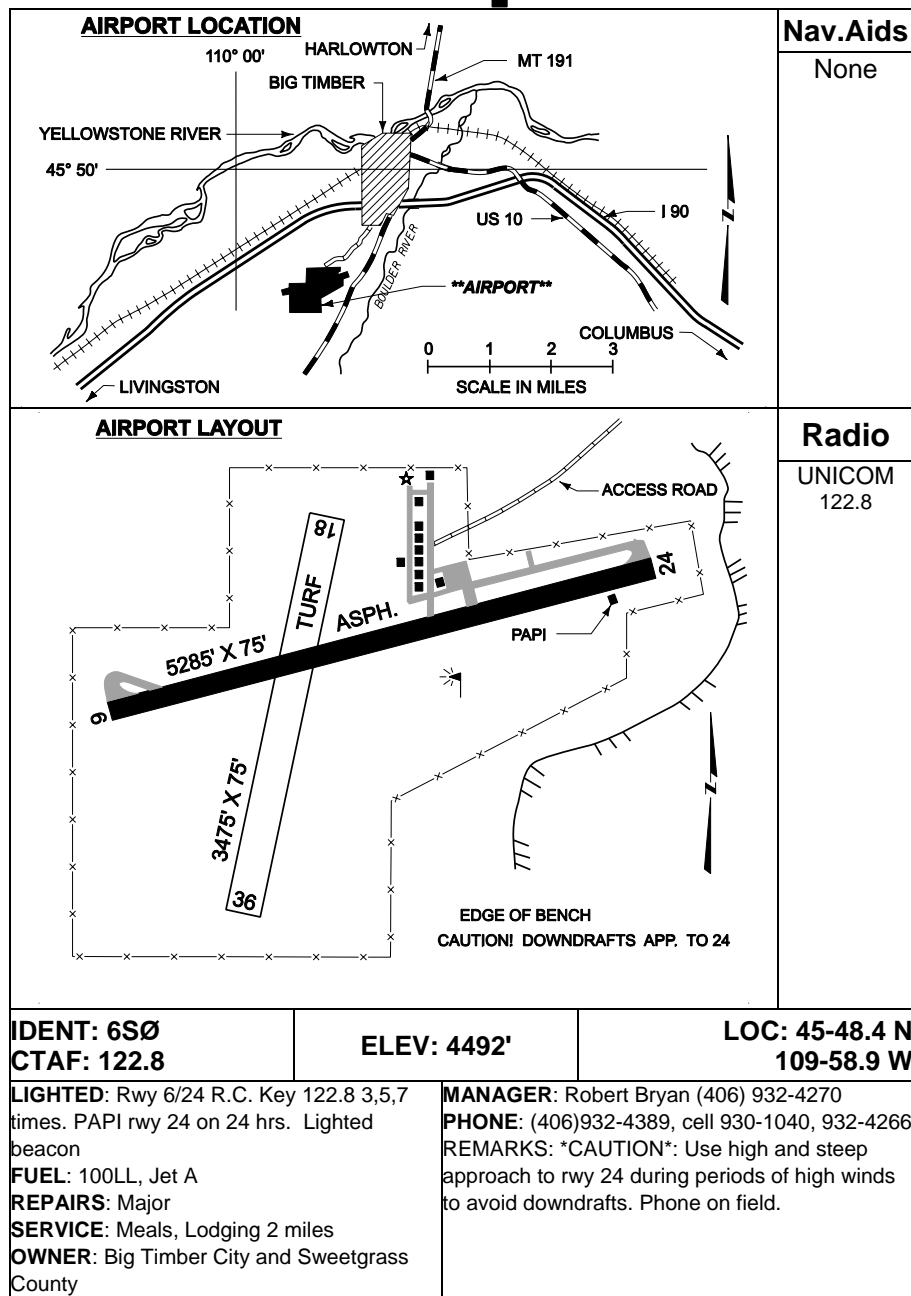 AIRPORT LOCATION
Nav.Aids
None
110° 00'
HARLOWTON
MT 191
BIG TIMBER
YELLOWSTONE RIVER
45° 50'
I 90
US 10
N
BOULDER RIVER
**AIRPORT**
COLUMBUS
0 1 2 3
SCALE IN MILES
LIVINGSTON
AIRPORT LAYOUT
Radio
UNICOM
122.8
ACCESS ROAD
18
TURF
ASPH.
24
PAPI
5285' X 75'
6
3475' X 75'
N
36
EDGE OF BENCH
CAUTION! DOWNDRAFTS APP. TO 24
IDENT: 6SØ
CTAF: 122.8
ELEV: 4492'
LOC: 45-48.4 N
109-58.9 W
LIGHTED: Rwy 6/24 R.C. Key 122.8 3,5,7
times. PAPI rwy 24 on 24 hrs. Lighted
beacon
FUEL: 100LL, Jet A
REPAIRS: Major
SERVICE: Meals, Lodging 2 miles
OWNER: Big Timber City and Sweetgrass
County
MANAGER: Robert Bryan (406) 932-4270
PHONE: (406)932-4389, cell 930-1040, 932-4266
REMARKS: *CAUTION*: Use high and steep
approach to rwy 24 during periods of high winds
to avoid downdrafts. Phone on field.